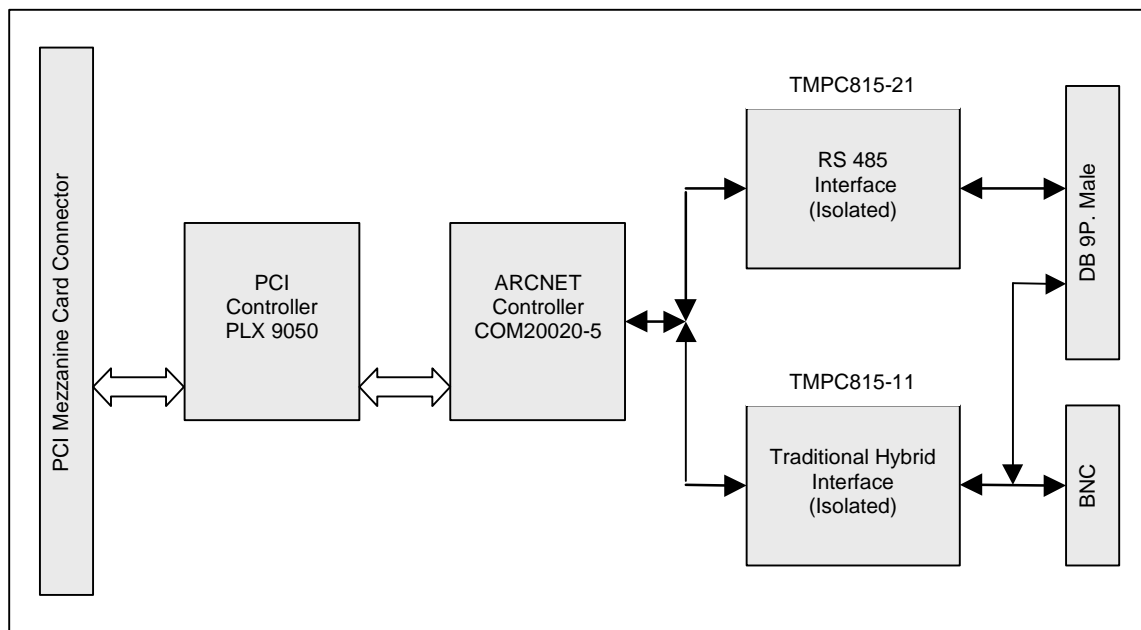 PCI Mezzanine Card Connector
PCI
Controller
PLX 9050
ARCNET
Controller
COM20020-5
TMPC815-21
RS 485
Interface
(Isolated)
TMPC815-11
Traditional Hybrid
Interface
(Isolated)
DB 9P. Male
BNC